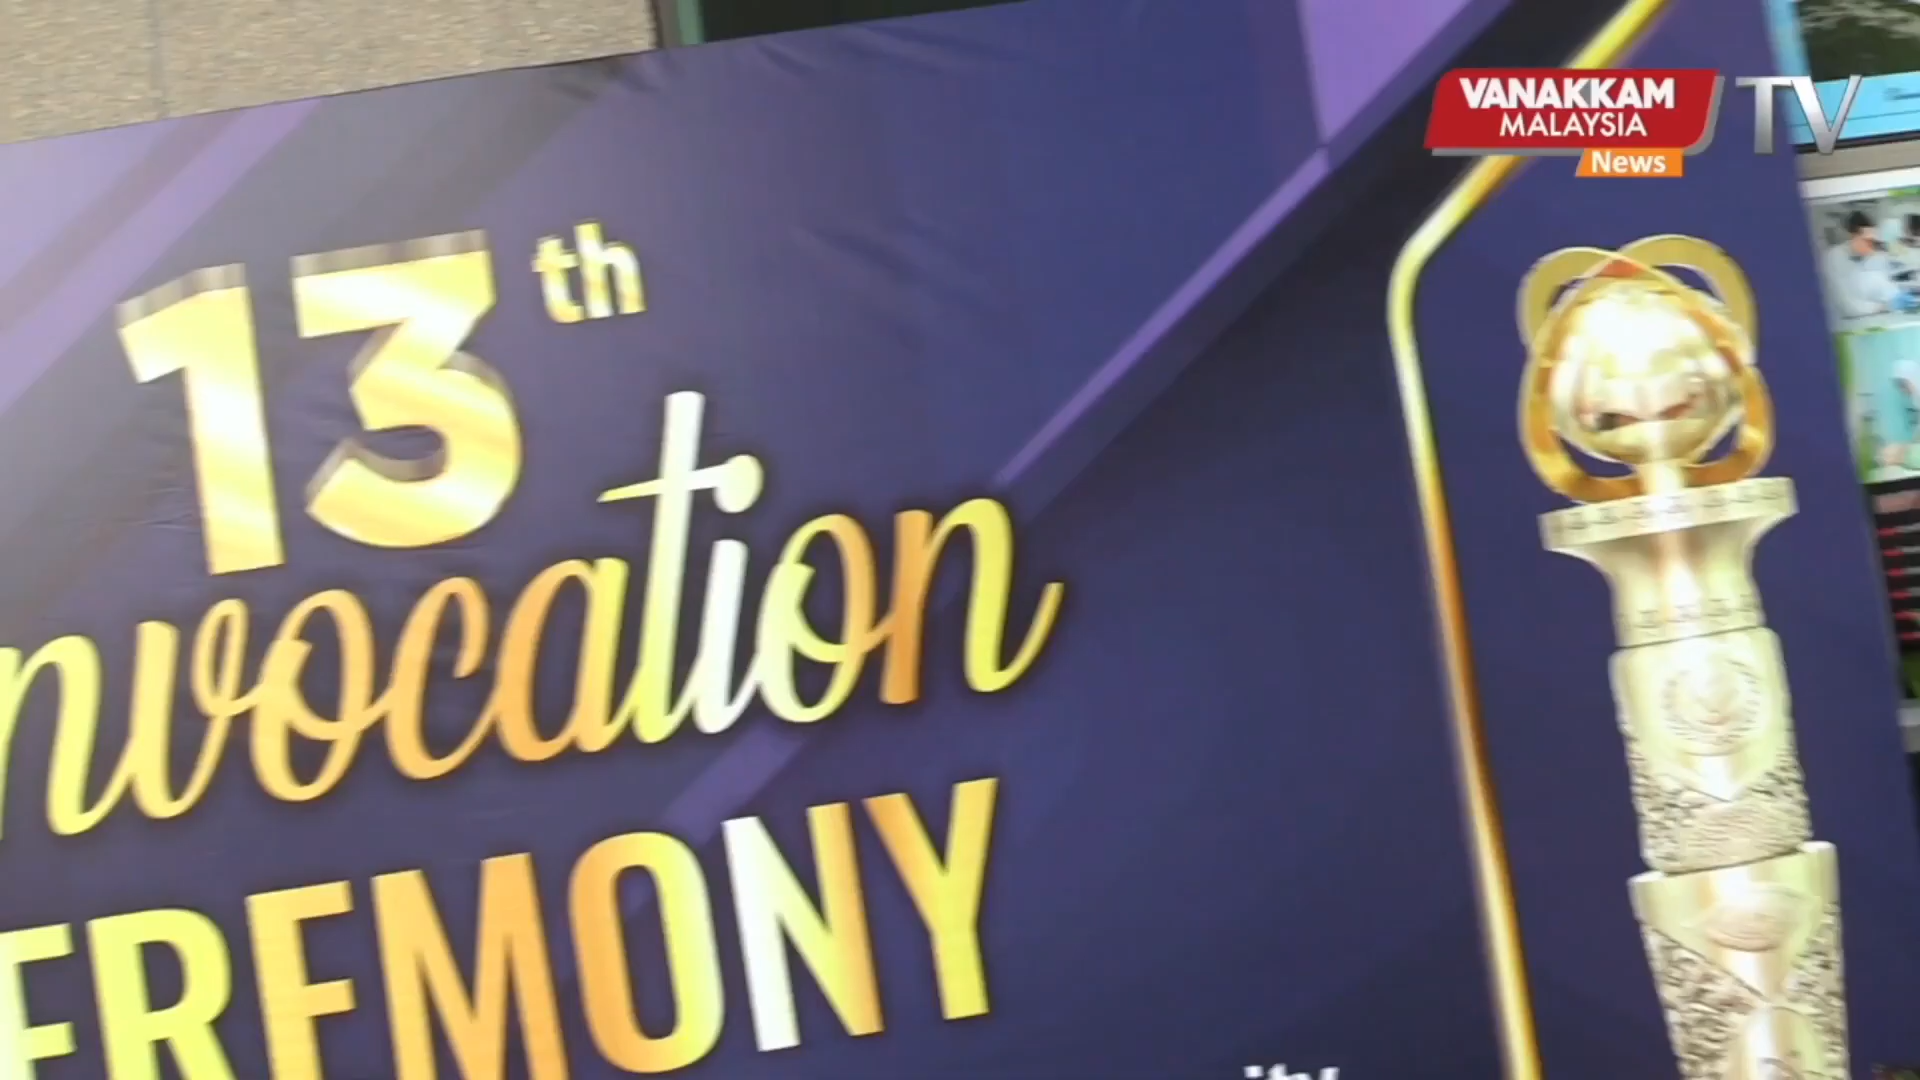 VANAKKAM
MALAYSIA
TV
News
13th
nvocation
EREMONY